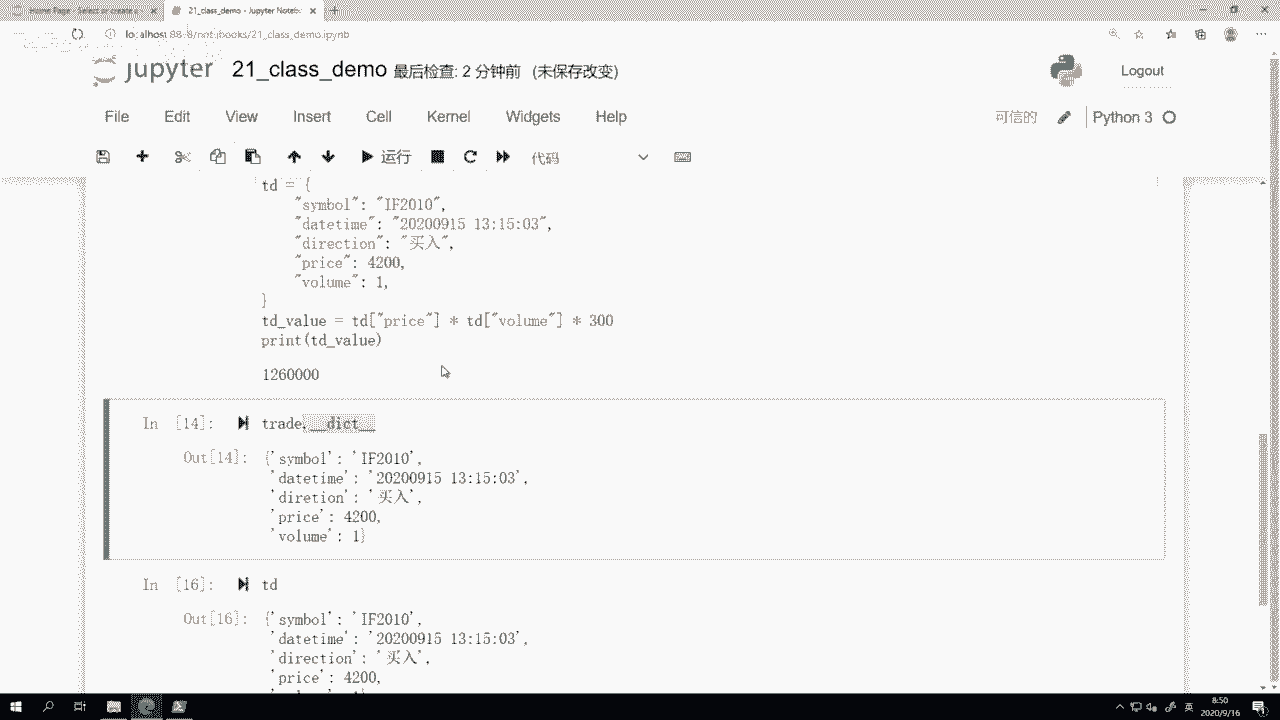 Home Page - Select or create a
21_class_demo - Jupyter Noteb
localhost:8888/notebooks/21_class_demo.ipynb
jupyter 21_class_demo 最后检查: 2 分钟前 (未保存改变)
Logout
File Edit View Insert Cell Kernel Widgets Help
可信的 Python 3
运行 代码
td = {
"symbol": "IF2010",
"datetime": "20200915 13:15:03",
"direction": "买入",
"price": 4200,
"volume": 1,
}
td_value = td["price"] * td["volume"] * 300
print(td_value)
1260000
In [14]: trade.__dict__
Out[14]: {'symbol': 'IF2010',
'datetime': '20200915 13:15:03',
'diretion': '买入',
'price': 4200,
'volume': 1}
In [16]: td
Out[16]: {'symbol': 'IF2010',
'datetime': '20200915 13:15:03',
'direction': '买入',
'price': 4200,
英 8:50
2020/9/16